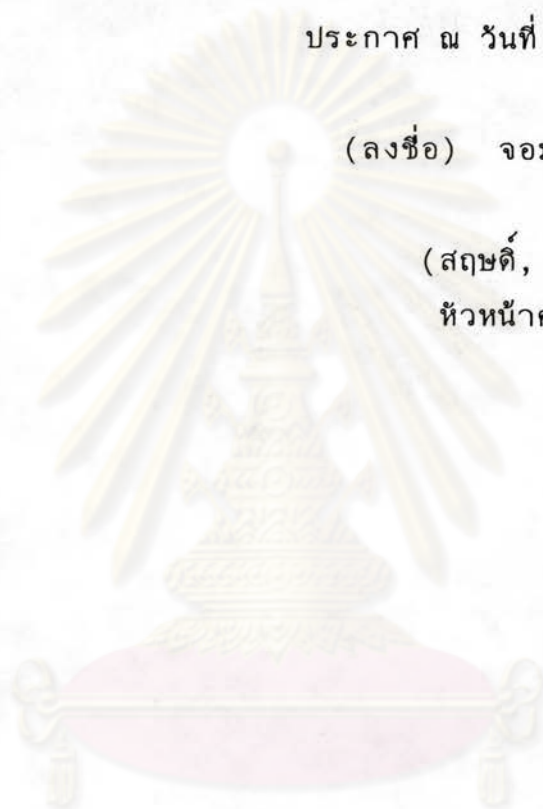 ประกาศ ณ วันที่
(ลงชื่อ) จอม
(สฤษดิ์,
หัวหน้าค